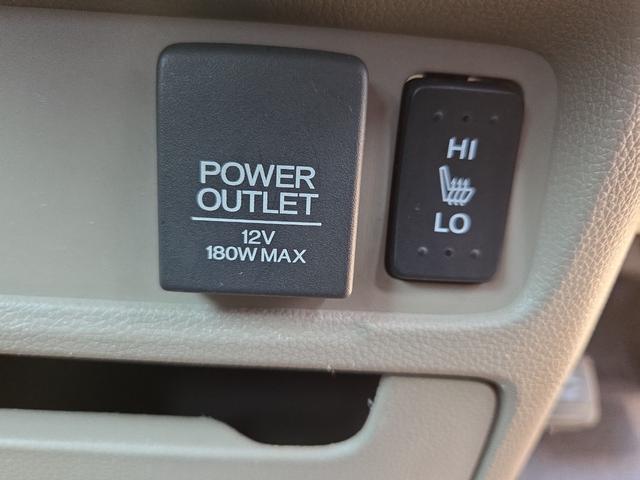 POWER
OUTLET
12V
180W MAX
HI
LO